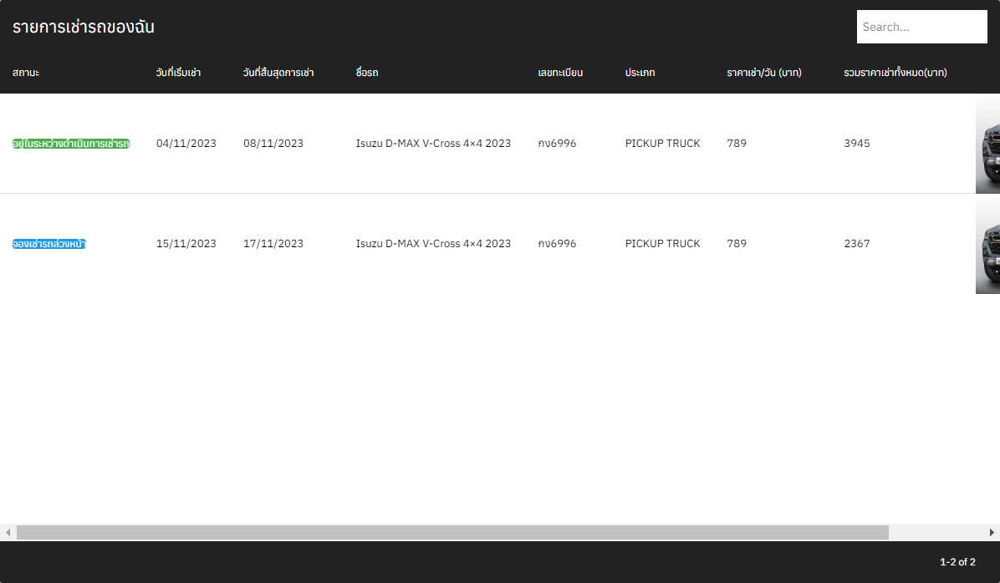 รายการเช่ารถของฉัน Search...
สถานะ วันที่เริ่มเช่า วันที่สิ้นสุดการเช่า ชื่อรถ เลขทะเบียน ประเภท ราคาเช่า/วัน (บาท) รวมราคาเช่าทั้งหมด(บาท)
อยู่ในระหว่างดำเนินการเช่ารถ 04/11/2023 08/11/2023 Isuzu D-MAX V-Cross 4×4 2023 กง6996 PICKUP TRUCK 789 3945
จองเช่ารถล่วงหน้า 15/11/2023 17/11/2023 Isuzu D-MAX V-Cross 4×4 2023 กง6996 PICKUP TRUCK 789 2367
1-2 of 2